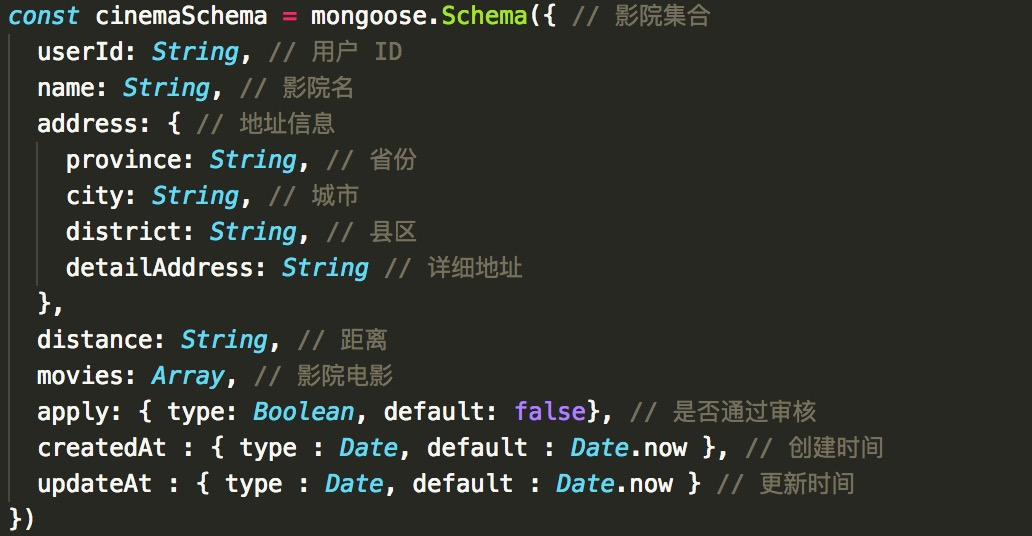 const cinemaSchema = mongoose.Schema({ // 影院集合
  userId: String, // 用户 ID
  name: String, // 影院名
  address: { // 地址信息
    province: String, // 省份
    city: String, // 城市
    district: String, // 县区
    detailAddress: String // 详细地址
  },
  distance: String, // 距离
  movies: Array, // 影院电影
  apply: { type: Boolean, default: false}, // 是否通过审核
  createdAt : { type : Date, default : Date.now }, // 创建时间
  updateAt : { type : Date, default : Date.now } // 更新时间
})